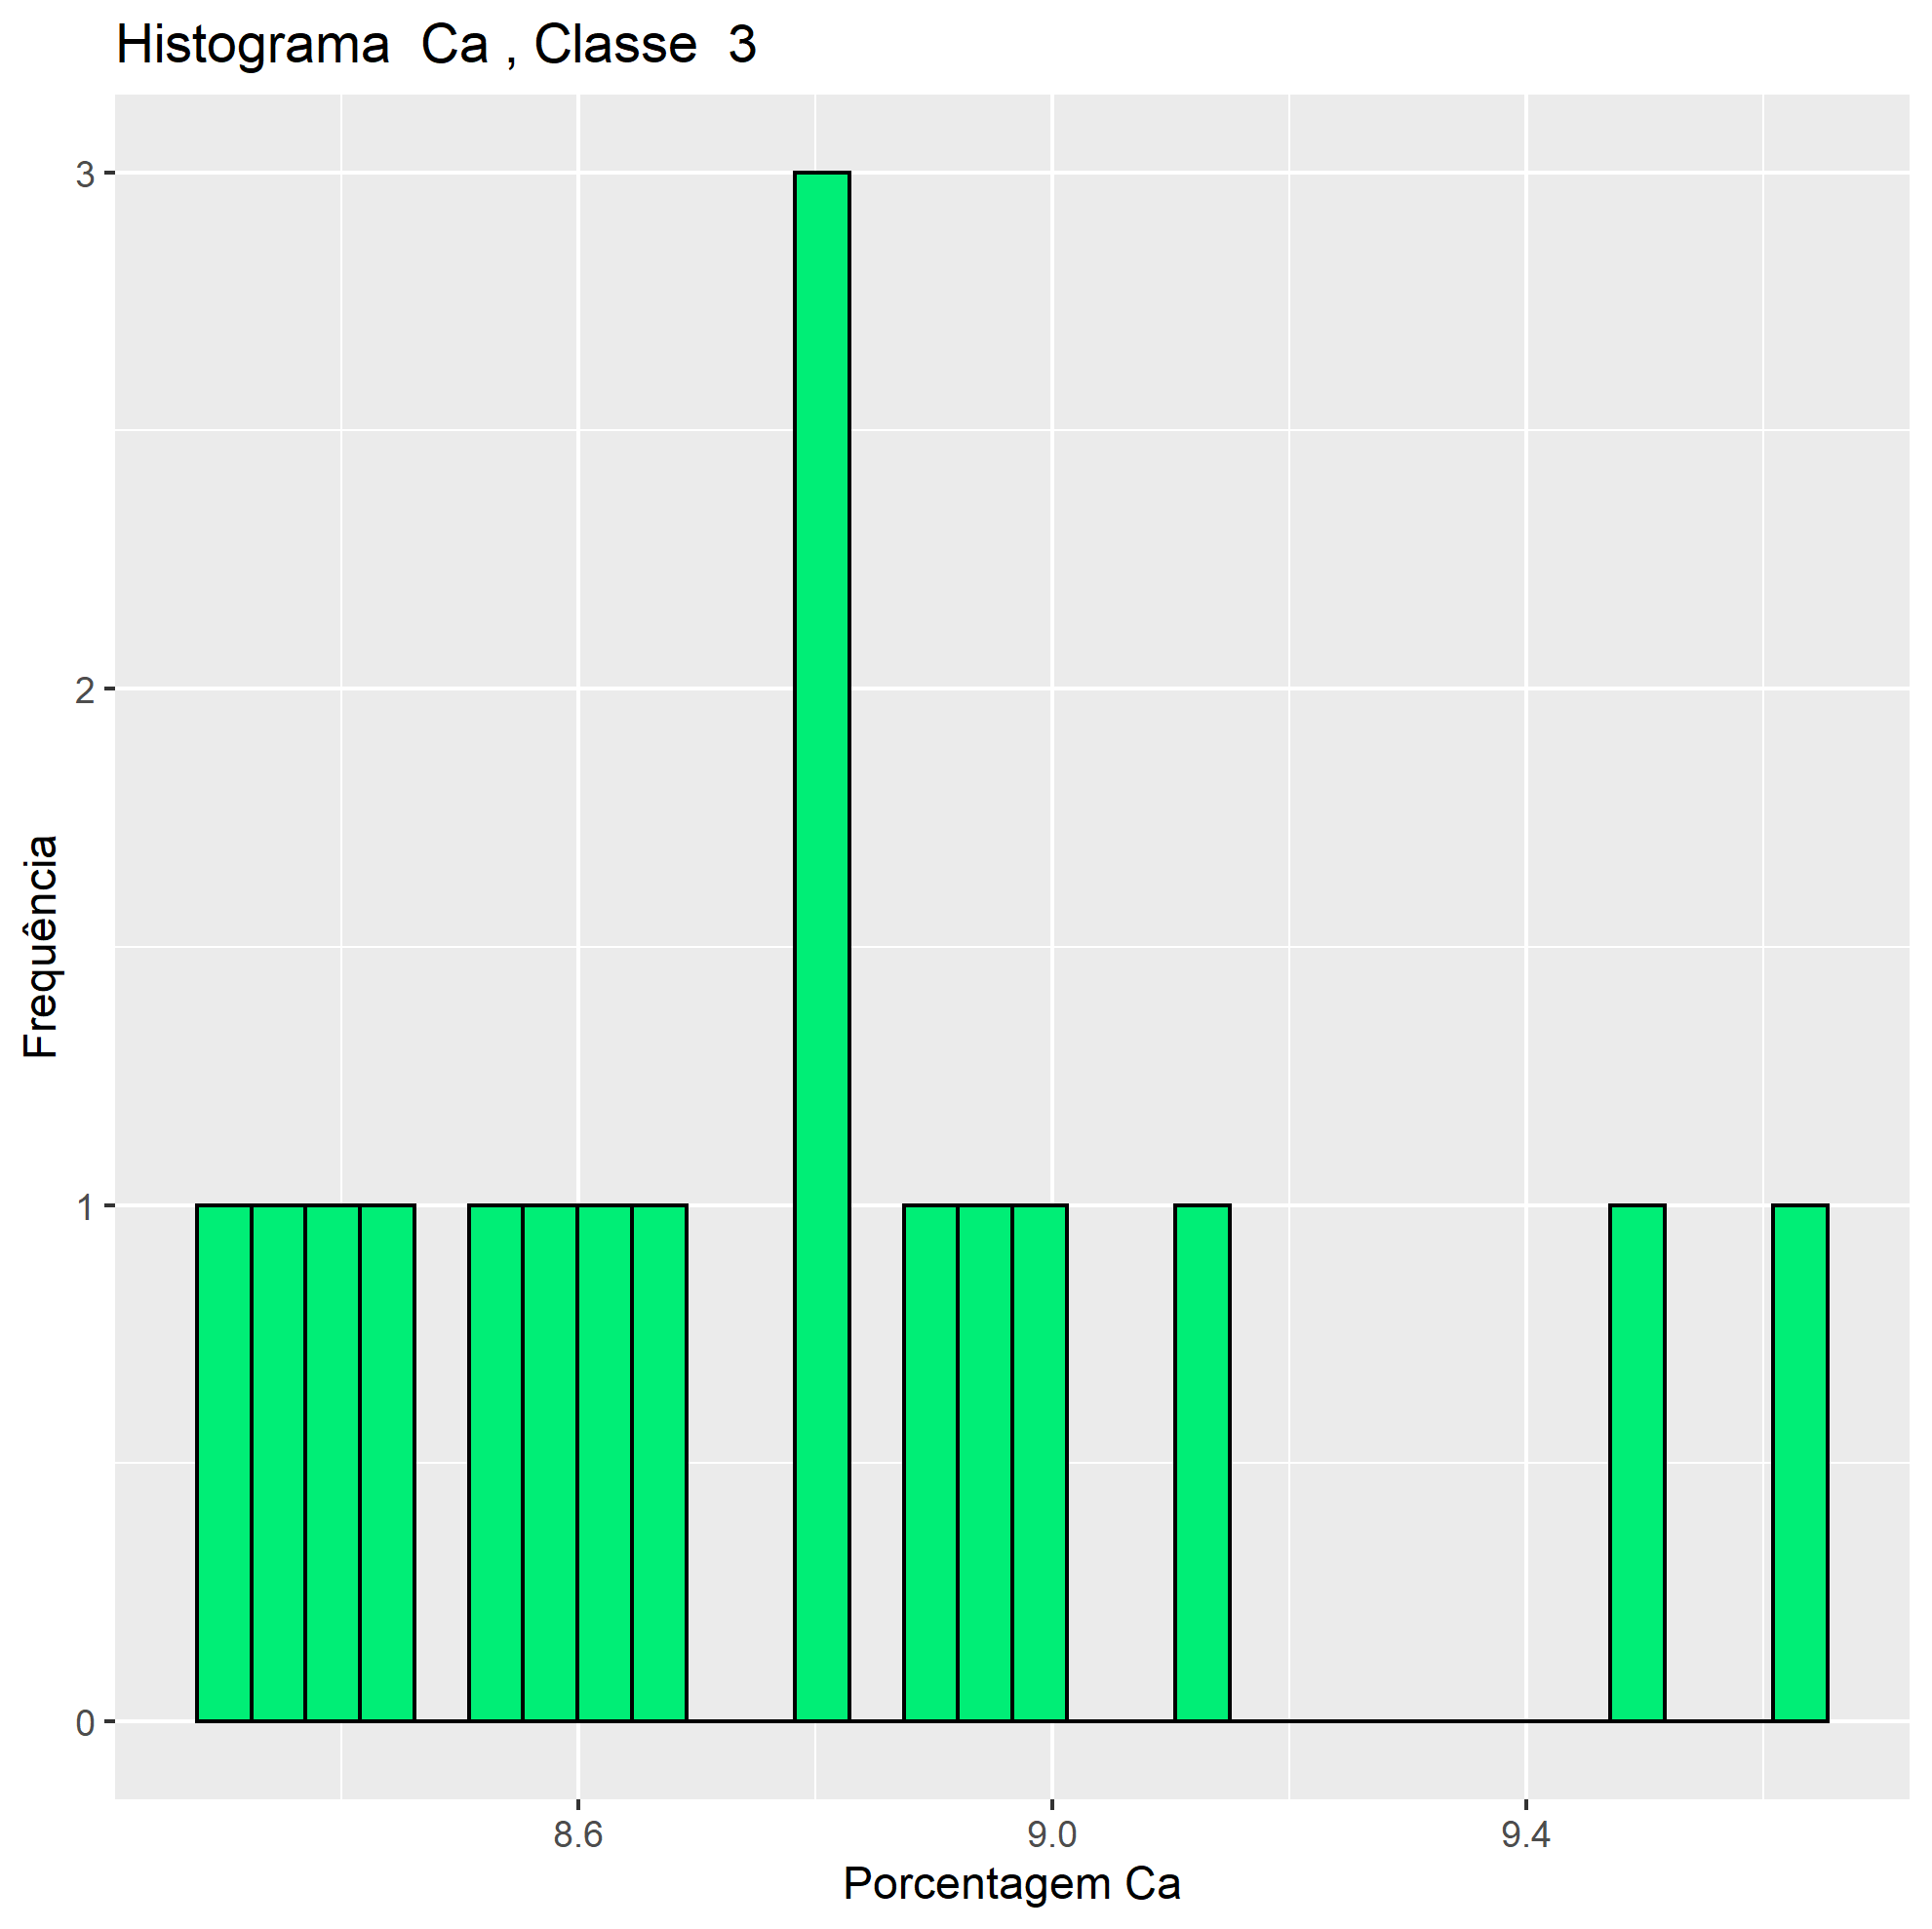 Histograma  Ca , Classe  3
3
2
1
0
Frequência
8.6
9.0
9.4
Porcentagem Ca